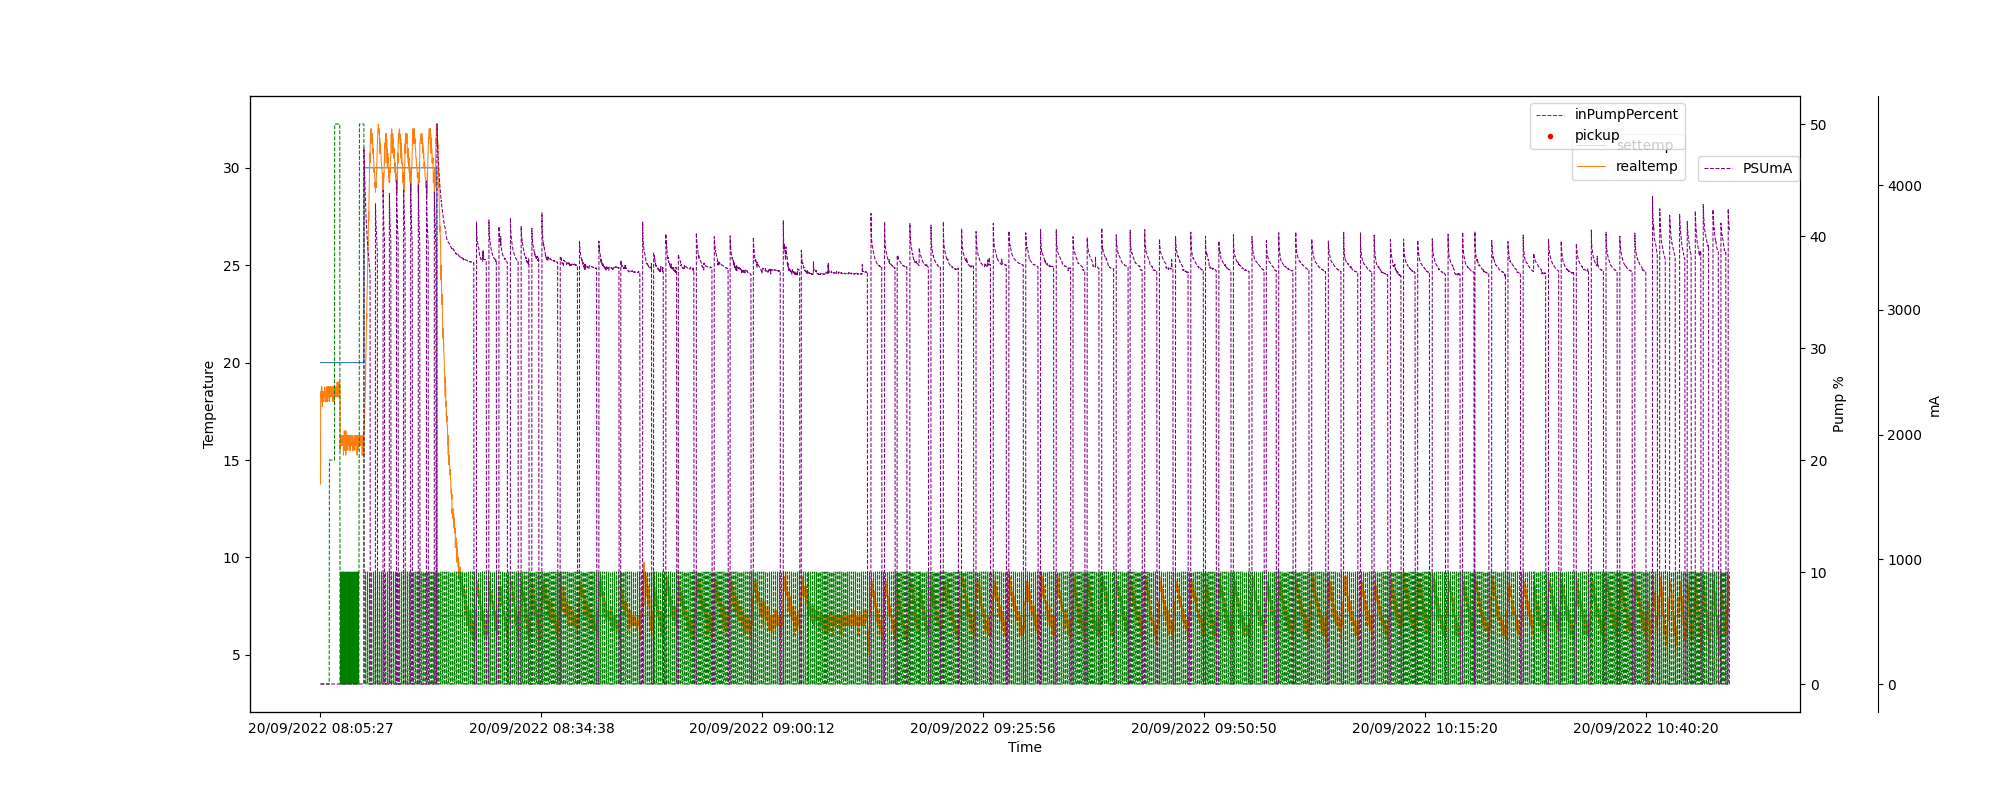 inPumpPercent
pickup
settemp
realtemp
PSUmA
30
25
20
15
10
5
Temperature
50
40
30
20
10
0
Pump %
4000
3000
2000
1000
0
mA
20/09/2022 08:05:27
20/09/2022 08:34:38
20/09/2022 09:00:12
20/09/2022 09:25:56
20/09/2022 09:50:50
20/09/2022 10:15:20
20/09/2022 10:40:20
Time